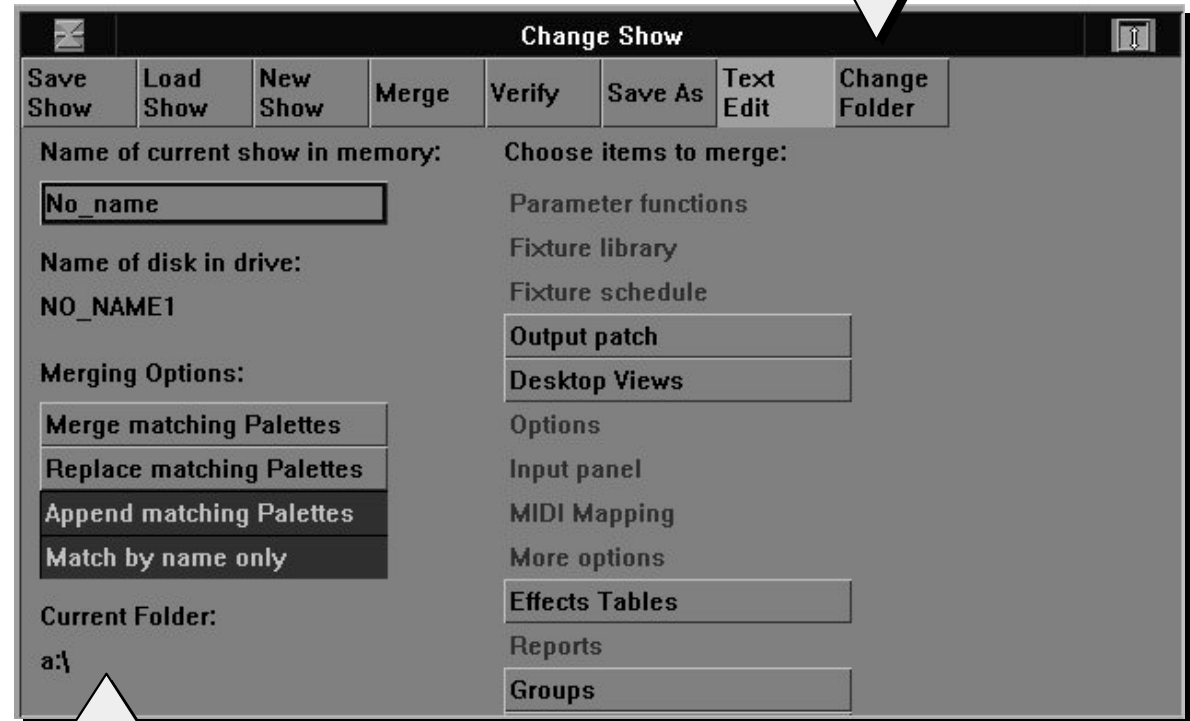 Change Show
Save Show
Load Show
New Show
Merge
Verify
Save As
Text Edit
Change Folder
Name of current show in memory:
No_name
Name of disk in drive:
NO_NAME1
Merging Options:
Merge matching Palettes
Replace matching Palettes
Append matching Palettes
Match by name only
Current Folder:
a:\
Choose items to merge:
Parameter functions
Fixture library
Fixture schedule
Output patch
Desktop Views
Options
Input panel
MIDI Mapping
More options
Effects Tables
Reports
Groups